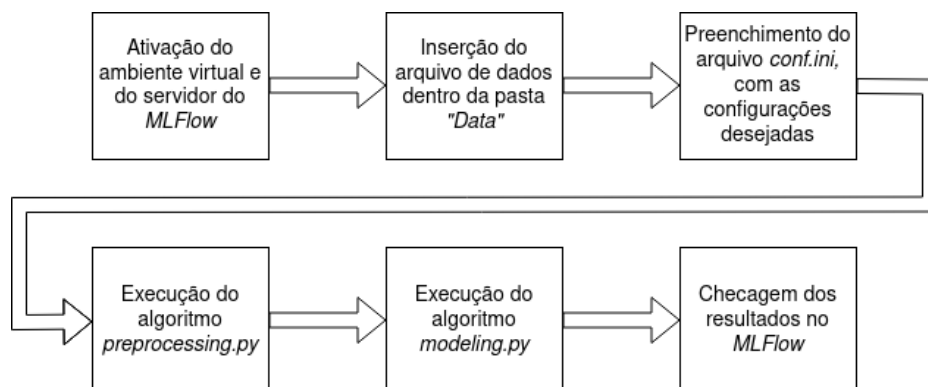 Ativação do
ambiente virtual e
do servidor do
MLFlow
Inserção do
arquivo de dados
dentro da pasta
"Data"
Preenchimento do
arquivo conf.ini,
com as
configurações
desejadas
Execução do
algoritmo
preprocessing.py
Execução do
algoritmo
modeling.py
Checagem dos
resultados no
MLFlow